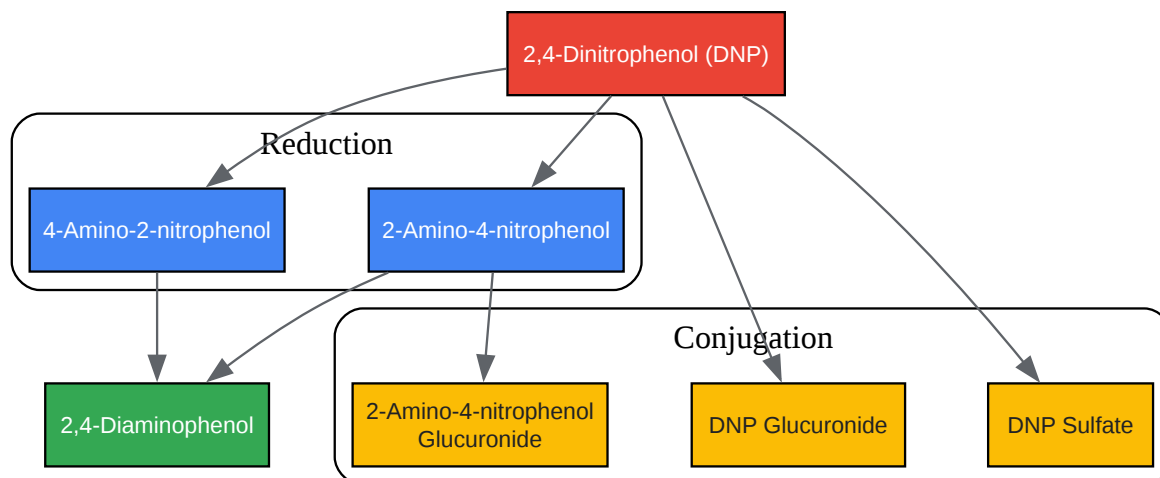 2,4-Dinitrophenol (DNP)
Reduction
4-Amino-2-nitrophenol
2-Amino-4-nitrophenol
Conjugation
2,4-Diaminophenol
2-Amino-4-nitrophenol
Glucuronide
DNP Glucuronide
DNP Sulfate